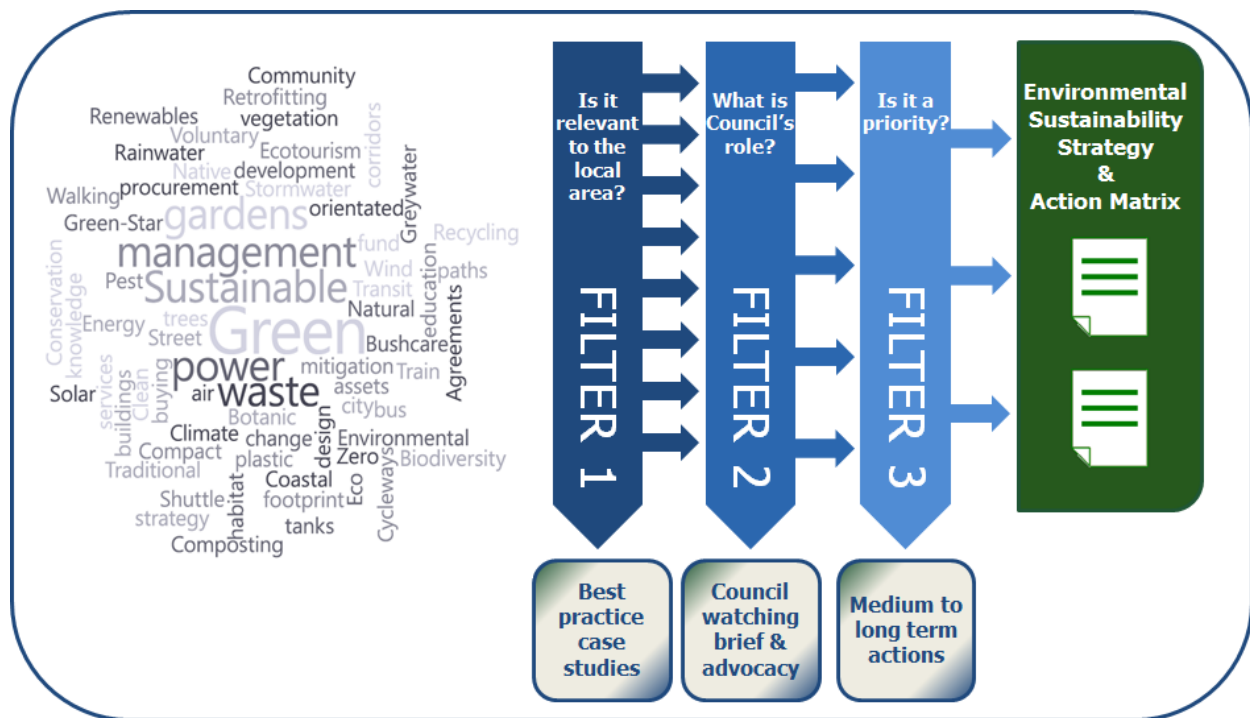 Community
Retrofitting
Renewables
vegetation
Voluntary
corridors
Rainwater
Ecotourism
Native
development
Greywater
Walking
procurement
Stormwater
gardens
orientated
Green-Star
Recycling
management
fund
Conservation
knowledge
Pest
Sustainable
Wind
education
paths
Transit
Natural
Agreements
Energy
trees
Street
Green
Bushcare
power
mitigation
Train
Solar
services
buildings
Clean
buying
air
waste
assets
city
bus
Botanic
design
Climate
change
Environmental
Compact
plastic
Zero
Biodiversity
Traditional
Coastal
Eco
Cycleways
Shuttle
habitat
footprint
strategy
tanks
Composting
Is it
relevant
to the
local
area?
FILTER 1
Best
practice
case
studies
What is
Council's
role?
FILTER 2
Council
watching
brief &
advocacy
Is it a
priority?
FILTER 3
Medium to
long term
actions
Environmental
Sustainability
Strategy
&
Action Matrix